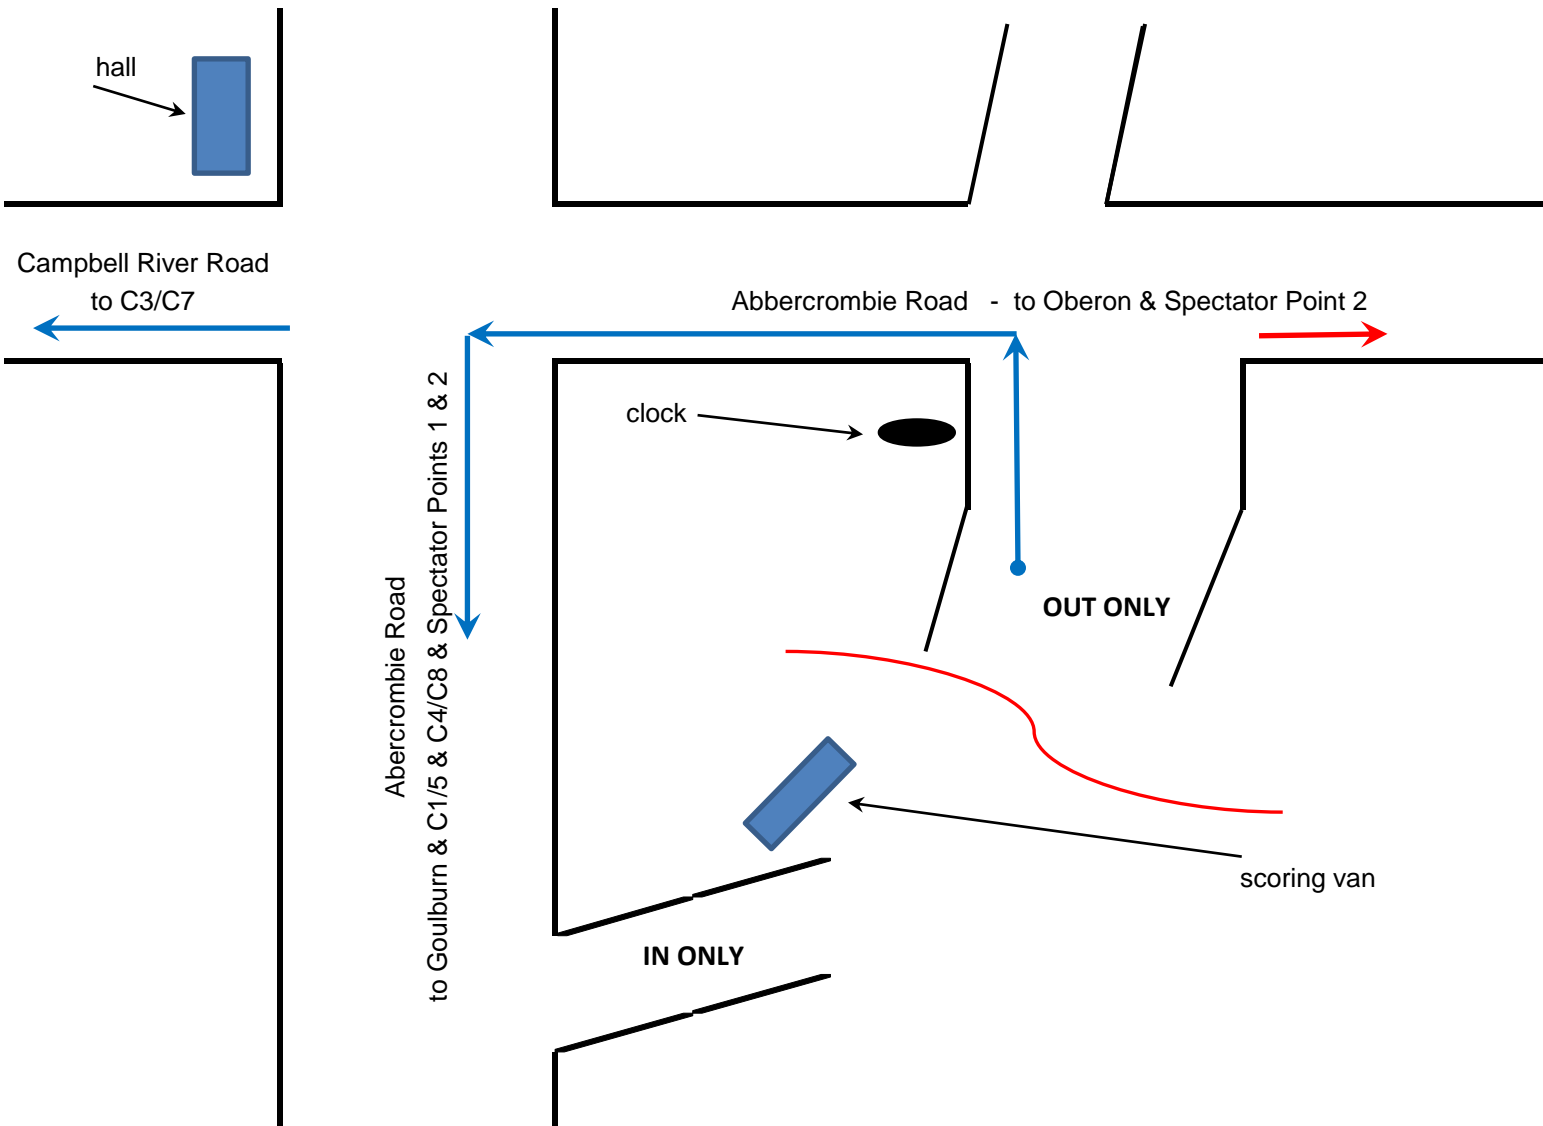 hall
Campbell River Road
to C3/C7
Abbercrombie Road - to Oberon & Spectator Point 2
clock
Abercrombie Road
to Goulburn & C1/5 & C4/C8 & Spectator Points 1 & 2
OUT ONLY
scoring van
IN ONLY